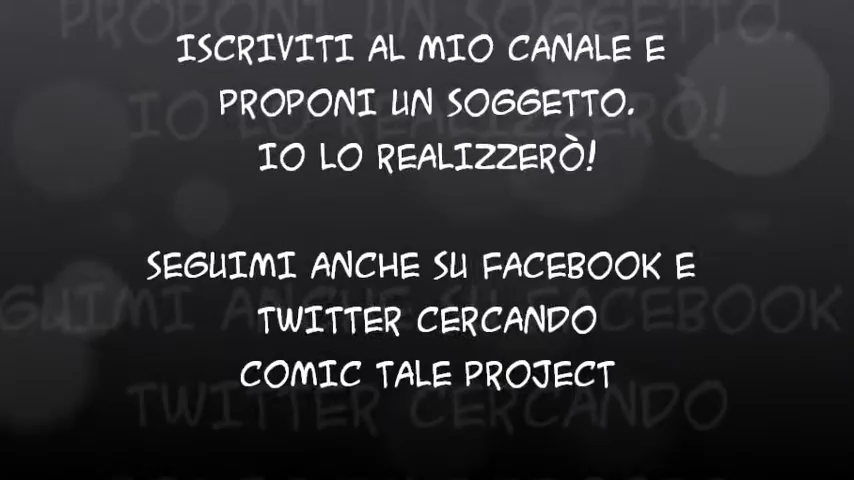 ISCRIVITI AL MIO CANALE E
PROPONI UN SOGGETTO.
IO LO REALIZZERÒ!
SEGUIMI ANCHE SU FACEBOOK E
TWITTER CERCANDO
COMIC TALE PROJECT